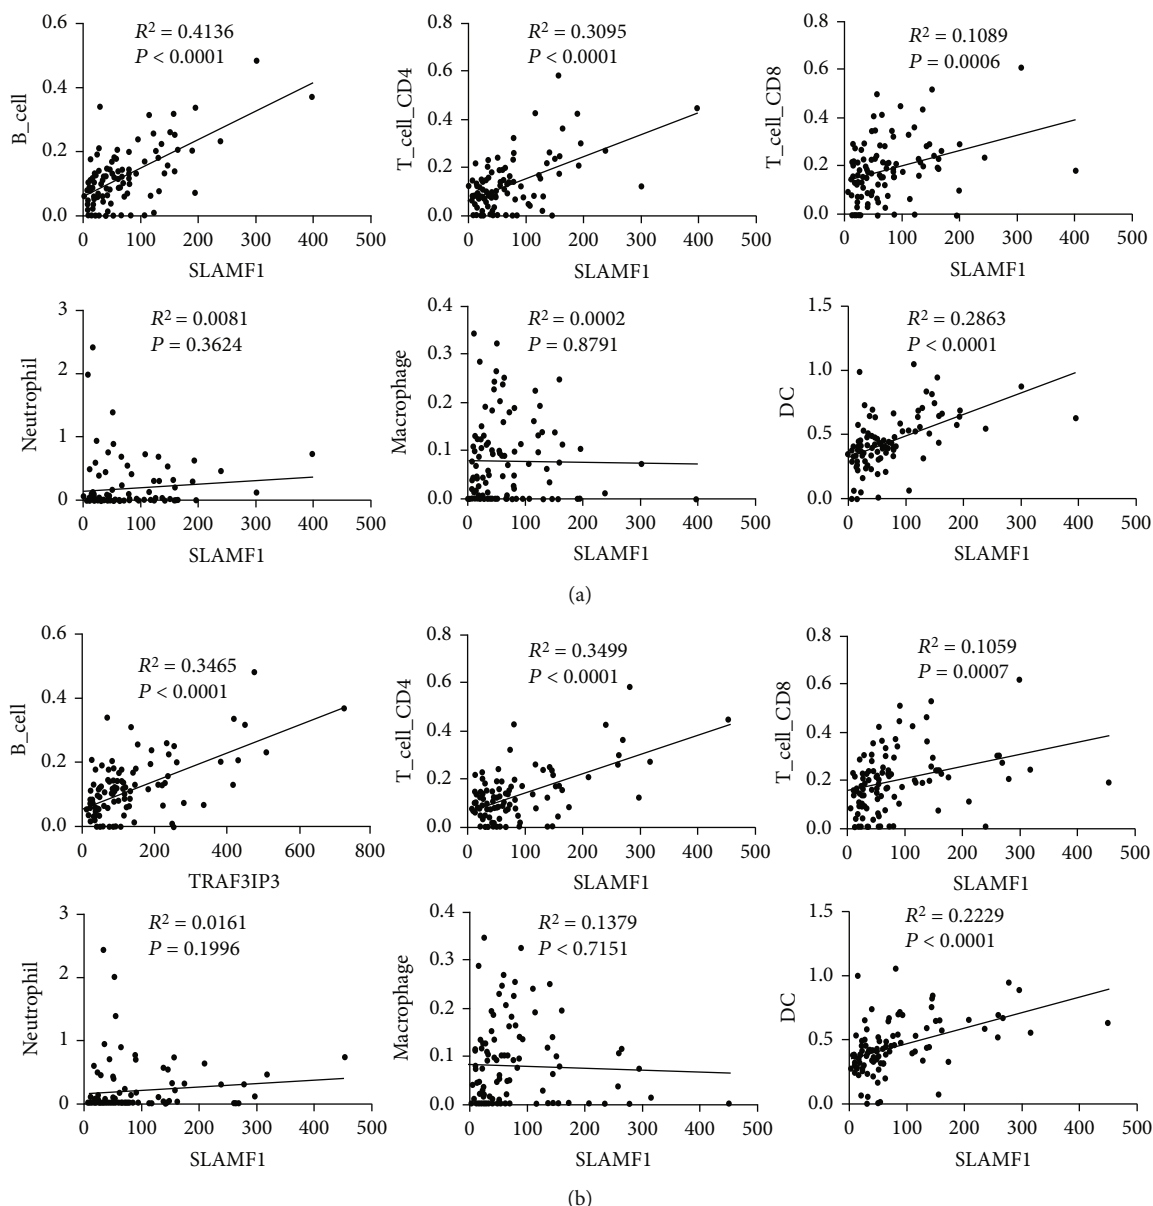 B_cell
R² = 0.4136
P < 0.0001
0.6
0.4
0.2
0.0
0 100 200 300 400 500
SLAMF1
T_cell_CD4
R² = 0.3095
P < 0.0001
0.8
0.6
0.4
0.2
0.0
0 100 200 300 400 500
SLAMF1
T_cell_CD8
R² = 0.1089
P = 0.0006
0.8
0.6
0.4
0.2
0.0
0 100 200 300 400 500
SLAMF1
Neutrophil
R² = 0.0081
P = 0.3624
3
2
1
0
0 100 200 300 400 500
SLAMF1
Macrophage
R² = 0.0002
P = 0.8791
0.4
0.3
0.2
0.1
0.0
0 100 200 300 400 500
SLAMF1
DC
R² = 0.2863
P < 0.0001
1.5
1.0
0.5
0.0
0 100 200 300 400 500
SLAMF1
(a)
B_cell
R² = 0.3465
P < 0.0001
0.6
0.4
0.2
0.0
0 200 400 600 800
TRAF3IP3
T_cell_CD4
R² = 0.3499
P < 0.0001
0.8
0.6
0.4
0.2
0.0
0 100 200 300 400 500
SLAMF1
T_cell_CD8
R² = 0.1059
P = 0.0007
0.8
0.6
0.4
0.2
0.0
0 100 200 300 400 500
SLAMF1
Neutrophil
R² = 0.0161
P = 0.1996
3
2
1
0
0 100 200 300 400 500
SLAMF1
Macrophage
R² = 0.1379
P < 0.7151
0.4
0.3
0.2
0.1
0.0
0 100 200 300 400 500
SLAMF1
DC
R² = 0.2229
P < 0.0001
1.5
1.0
0.5
0.0
0 100 200 300 400 500
SLAMF1
(b)